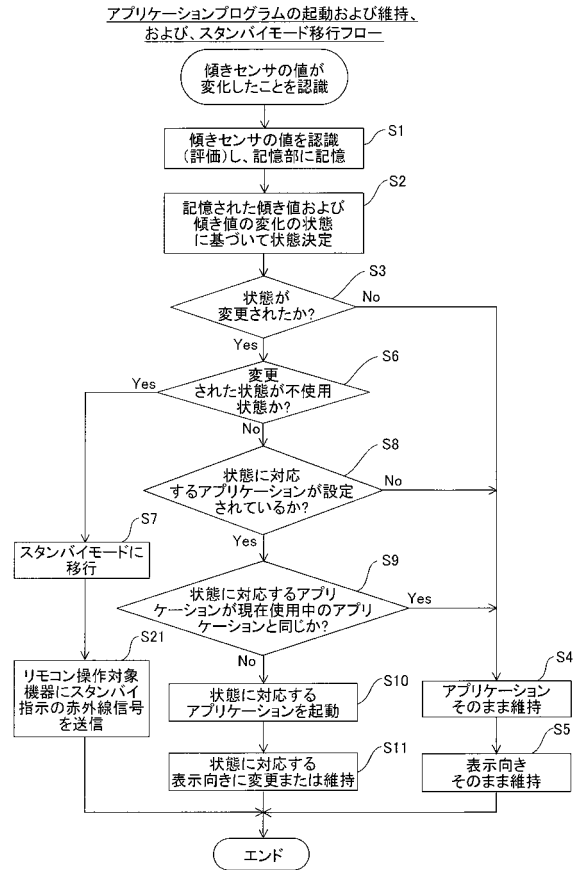 アプリケーションプログラムの起動および維持、
および、スタンバイモード移行フロー
傾きセンサの値が
変化したことを認識
S1
傾きセンサの値を認識
(評価)し、記憶部に記憶
S2
記憶された傾き値および
傾き値の変化の状態
に基づいて状態決定
S3
状態が
変更されたか?
No
Yes
S6
変更
された状態が不使用
状態か?
Yes
No
S8
状態に対応
するアプリケーションが設定
されているか?
No
Yes
S7
スタンバイモードに
移行
S9
状態に対応するアプリ
ケーションが現在使用中のアプ
リケーションと同じか?
Yes
No
S21
リモコン操作対象
機器にスタンバイ
指示の赤外線信号
を送信
S10
状態に対応する
アプリケーションを起動
S4
アプリケーション
そのまま維持
S11
状態に対応する
表示向きに変更または維持
S5
表示向き
そのまま維持
エンド